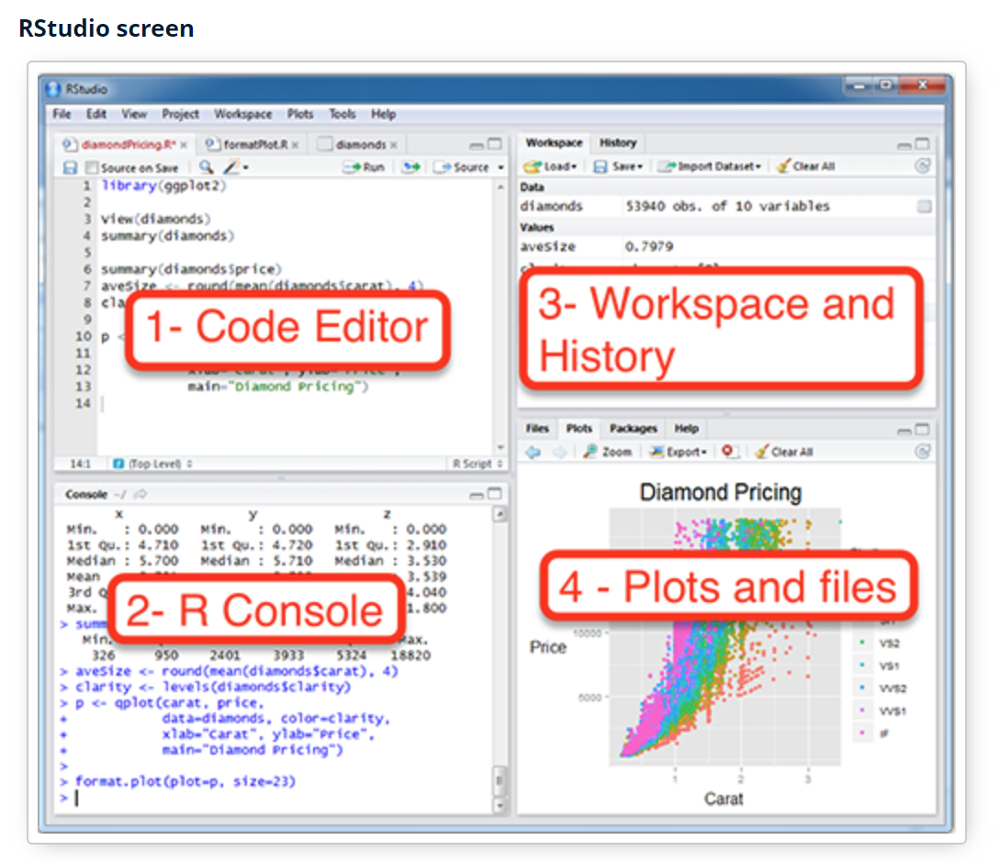 RStudio screen
RStudio
File Edit View Project Workspace Plots Tools Help
diamondPricing.R* formatPlot.R diamonds
Source on Save Run Source
1 library(ggplot2)
2
3 View(diamonds)
4 summary(diamonds)
5
6 summary(diamonds$price)
7 aveSize <- round(mean(diamonds$carat), 4)
8 cla
9
10 p <
11
12 xlab="Carat", ylab="Price",
13 main="Diamond Pricing")
14
1- Code Editor
14:1 (Top Level) R Script
Console ~/
x y z
Min. : 0.000 Min. : 0.000 Min. : 0.000
1st Qu.: 4.710 1st Qu.: 4.720 1st Qu.: 2.910
Median : 5.700 Median : 5.710 Median : 3.530
Mean 3.539
3rd Q 4.040
Max. 1.800
2- R Console
> summ
Min. Max.
326 950 2401 3933 5324 18820
> aveSize <- round(mean(diamonds$carat), 4)
> clarity <- levels(diamonds$clarity)
> p <- qplot(carat, price,
+ data=diamonds, color=clarity,
+ xlab="Carat", ylab="Price",
+ main="Diamond Pricing")
>
> format.plot(plot=p, size=23)
>
Workspace History
Load Save Import Dataset Clear All
Data
diamonds 53940 obs. of 10 variables
Values
aveSize 0.7979
3- Workspace and
History
Files Plots Packages Help
Zoom Export Clear All
Diamond Pricing
4 - Plots and files
Price
10000
5000
VS2
VS1
VVS2
VVS1
IF
1 2 3
Carat